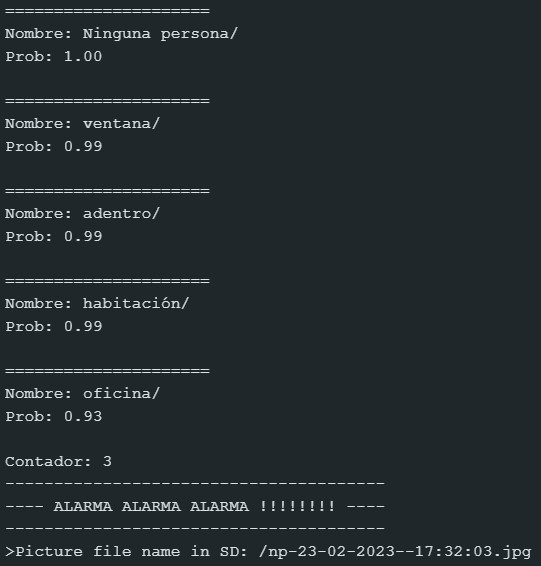 =====================
Nombre: Ninguna persona/
Prob: 1.00
=====================
Nombre: ventana/
Prob: 0.99
=====================
Nombre: adentro/
Prob: 0.99
=====================
Nombre: habitación/
Prob: 0.99
=====================
Nombre: oficina/
Prob: 0.93
Contador: 3
---------------------------------------
---- ALARMA ALARMA ALARMA !!!!!!!! ----
---------------------------------------
>Picture file name in SD: /np-23-02-2023--17:32:03.jpg